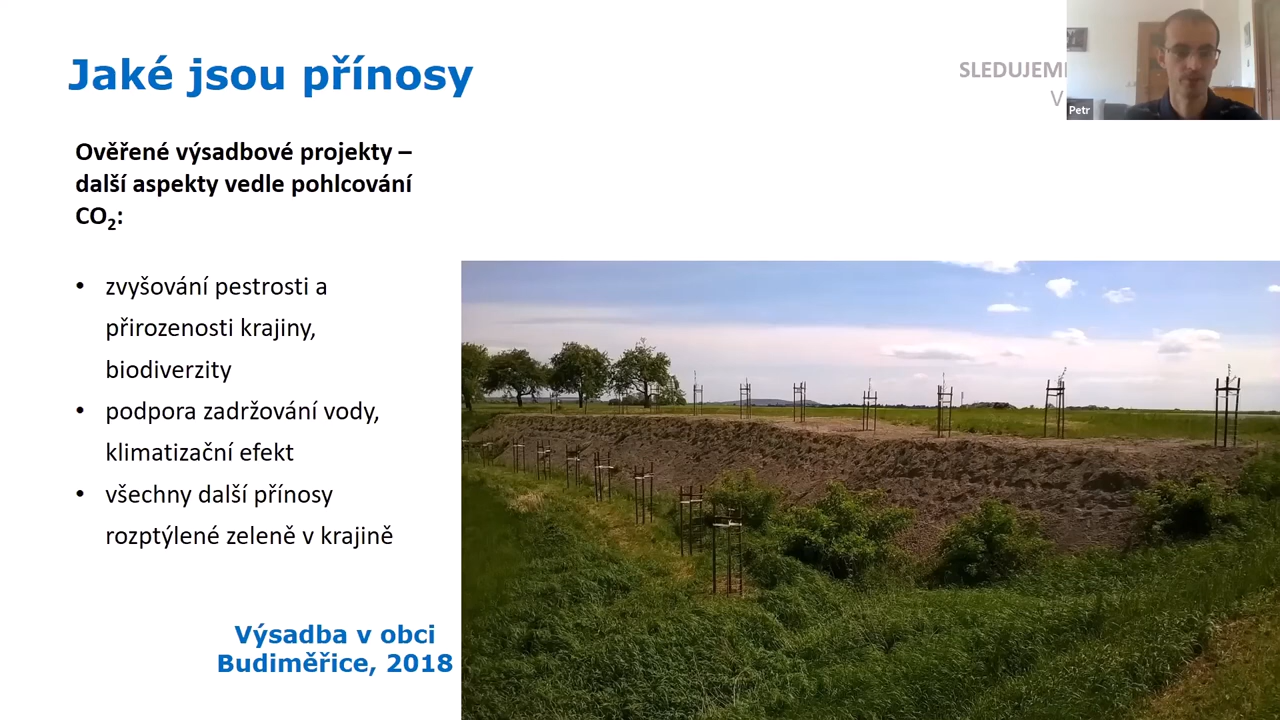 Jaké jsou přínosy
SLEDUJEME
V
Petr
Ověřené výsadbové projekty –
další aspekty vedle pohlcování
CO₂:
• zvyšování pestrosti a
přirozenosti krajiny,
biodiverzity
• podpora zadržování vody,
klimatizační efekt
• všechny další přínosy
rozptýlené zeleně v krajině
Výsadba v obci
Budiměřice, 2018